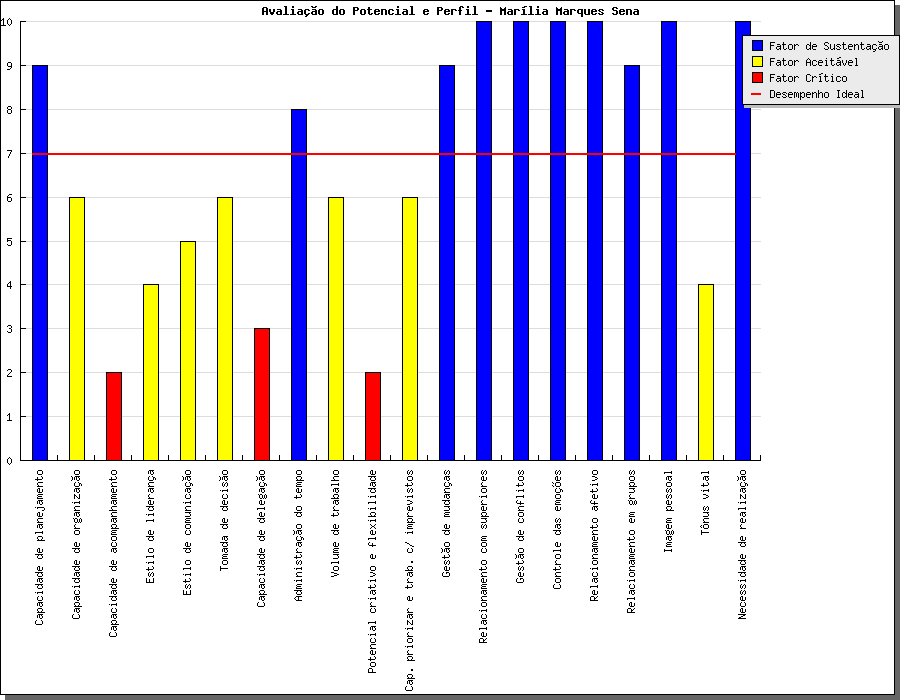 Avaliação do Potencial e Perfil - Marília Marques Sena
10
9
8
7
6
5
4
3
2
1
0
Fator de Sustentação
Fator Aceitável
Fator Crítico
Desempenho Ideal
Capacidade de planejamento
Capacidade de organização
Capacidade de acompanhamento
Estilo de liderança
Estilo de comunicação
Tomada de decisão
Capacidade de delegação
Administração do tempo
Volume de trabalho
Potencial criativo e flexibilidade
Cap. priorizar e trab. c/ imprevistos
Gestão de mudanças
Relacionamento com superiores
Gestão de conflitos
Controle das emoções
Relacionamento afetivo
Relacionamento em grupos
Imagem pessoal
Tônus vital
Necessidade de realização